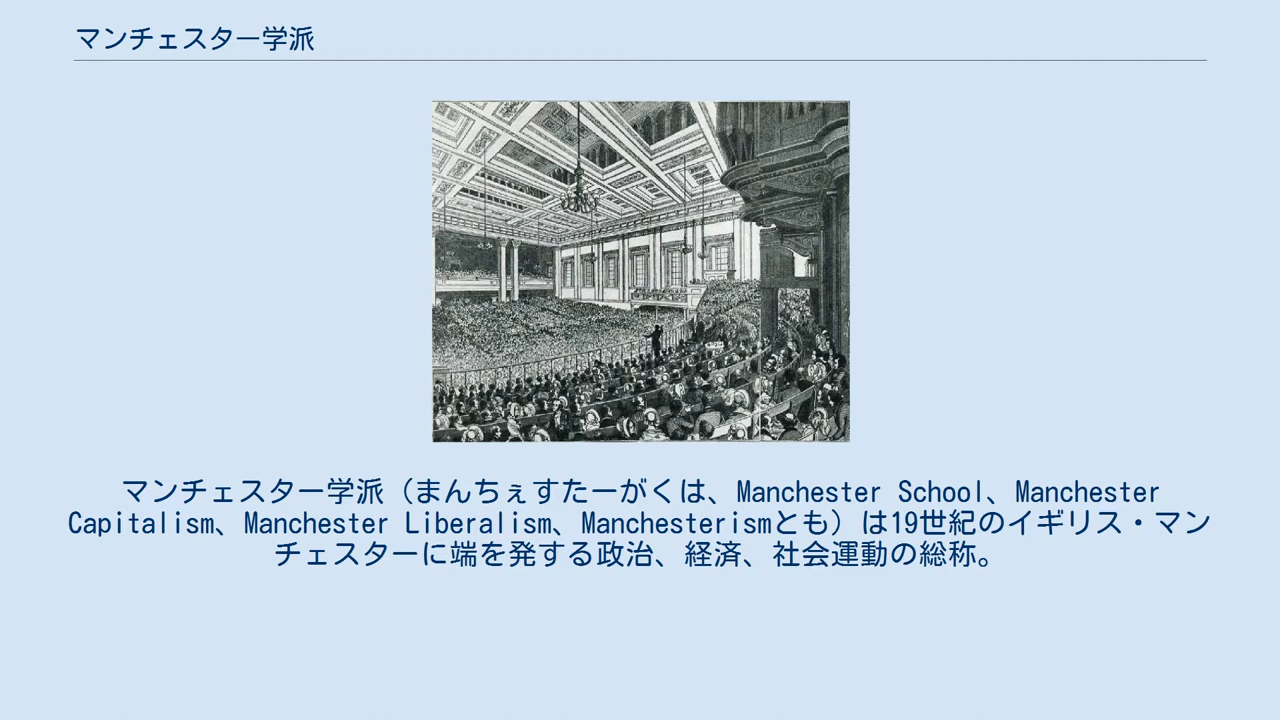 マンチェスター学派
マンチェスター学派（まんちぇすたーがくは、Manchester School、Manchester
Capitalism、Manchester Liberalism、Manchesterismとも）は19世紀のイギリス・マン
チェスターに端を発する政治、経済、社会運動の総称。